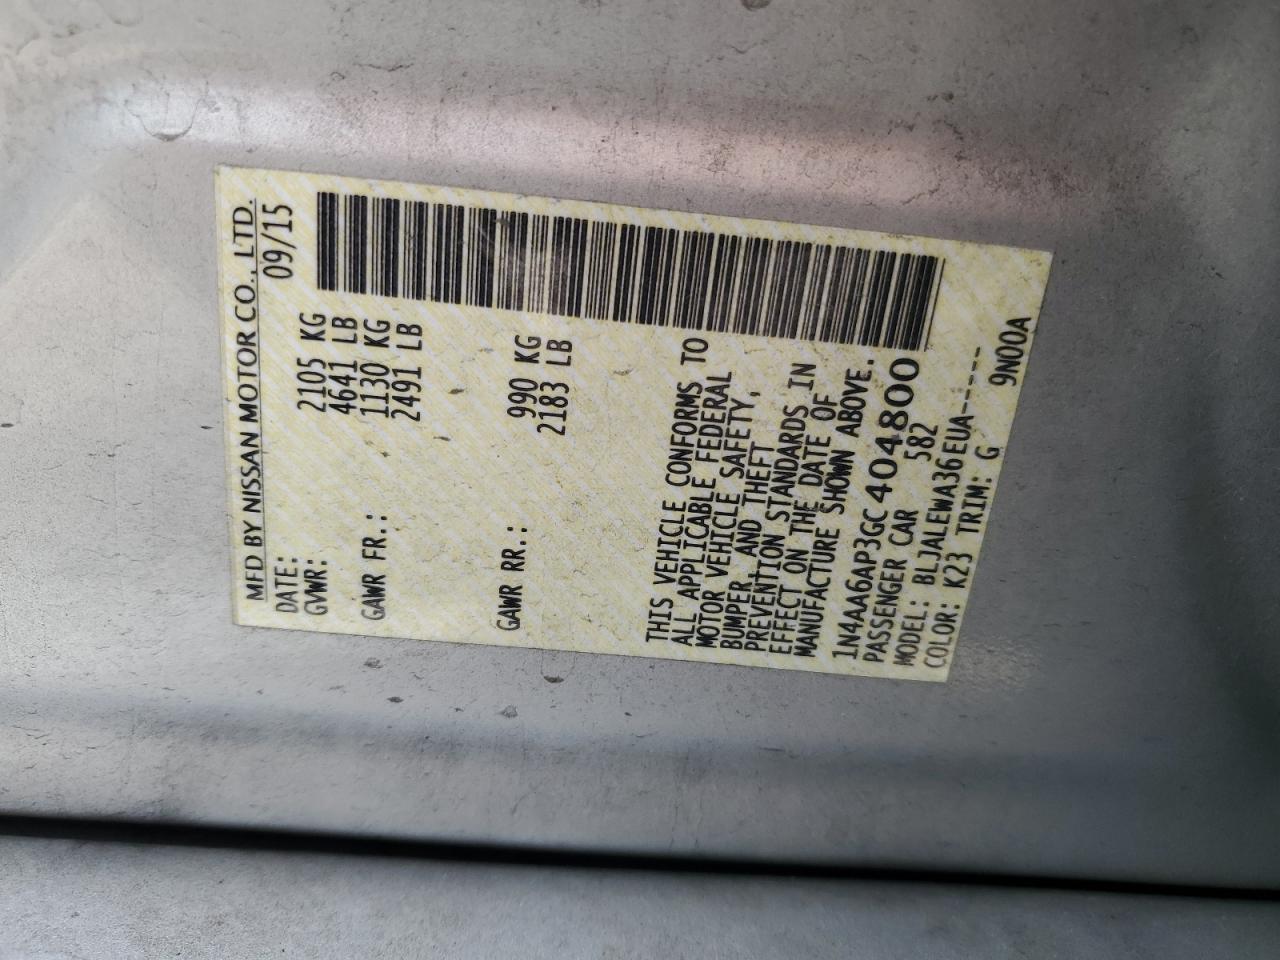 MFD BY NISSAN MOTOR CO., LTD.
DATE: 09/15
GVWR: 2105 KG
4641 LB
GAWR FR.: 1130 KG
2491 LB
GAWR RR.: 990 KG
2183 LB
THIS VEHICLE CONFORMS TO
ALL APPLICABLE FEDERAL
MOTOR VEHICLE SAFETY,
BUMPER, AND THEFT
PREVENTION STANDARDS IN
EFFECT ON THE DATE OF
MANUFACTURE SHOWN ABOVE.
1N4AA6AP3GC404800
PASSENGER CAR 582
MODEL: BLJALEWA36EUA-----
COLOR: K23 TRIM: G 9N00A